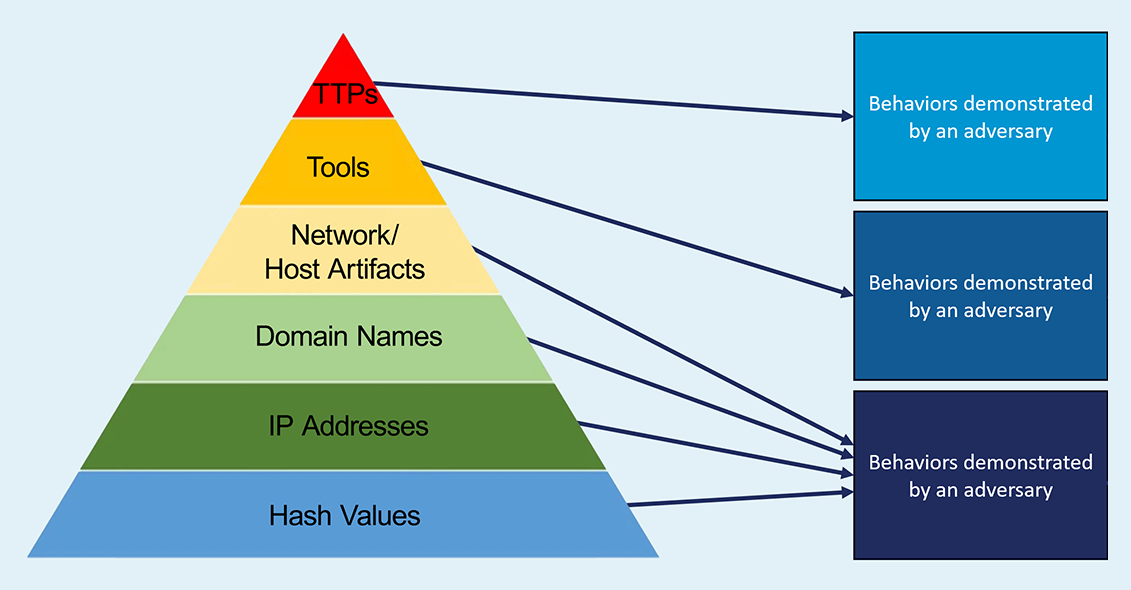 TTPs
Tools
Network/
Host Artifacts
Domain Names
IP Addresses
Hash Values
Behaviors demonstrated
by an adversary
Behaviors demonstrated
by an adversary
Behaviors demonstrated
by an adversary